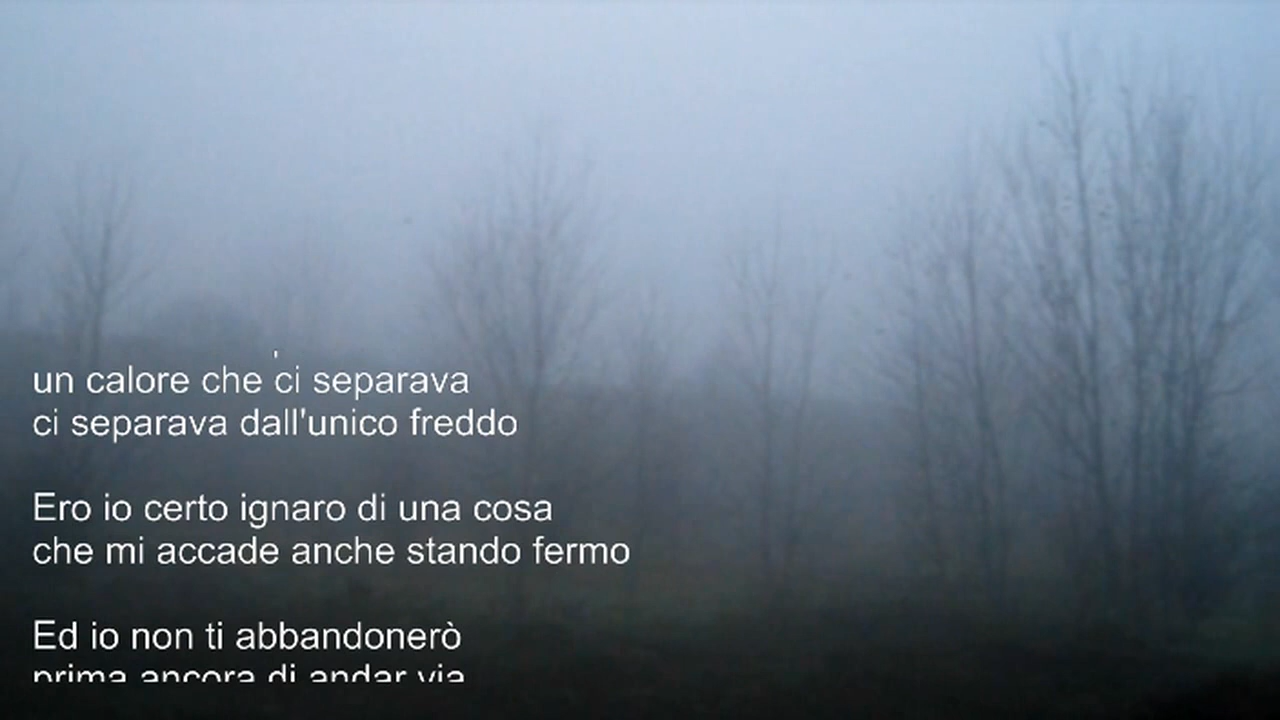 un calore che ci separava
ci separava dall'unico freddo
Ero io certo ignaro di una cosa
che mi accade anche stando fermo
Ed io non ti abbandonerò
prima ancora di andar via